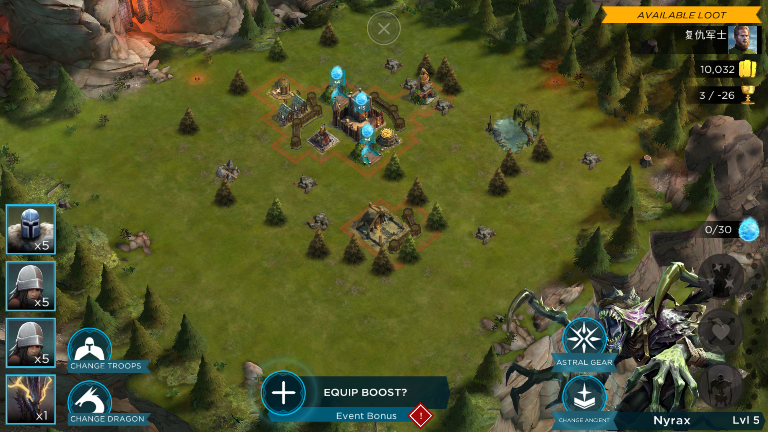 AVAILABLE LOOT
复仇军士
10,032
3 / -26
0/30
x5
x5
x5
x1
CHANGE TROOPS
CHANGE DRAGON
EQUIP BOOST?
Event Bonus
!
ASTRAL GEAR
CHANGE ANCIENT
Nyrax
Lvl 5